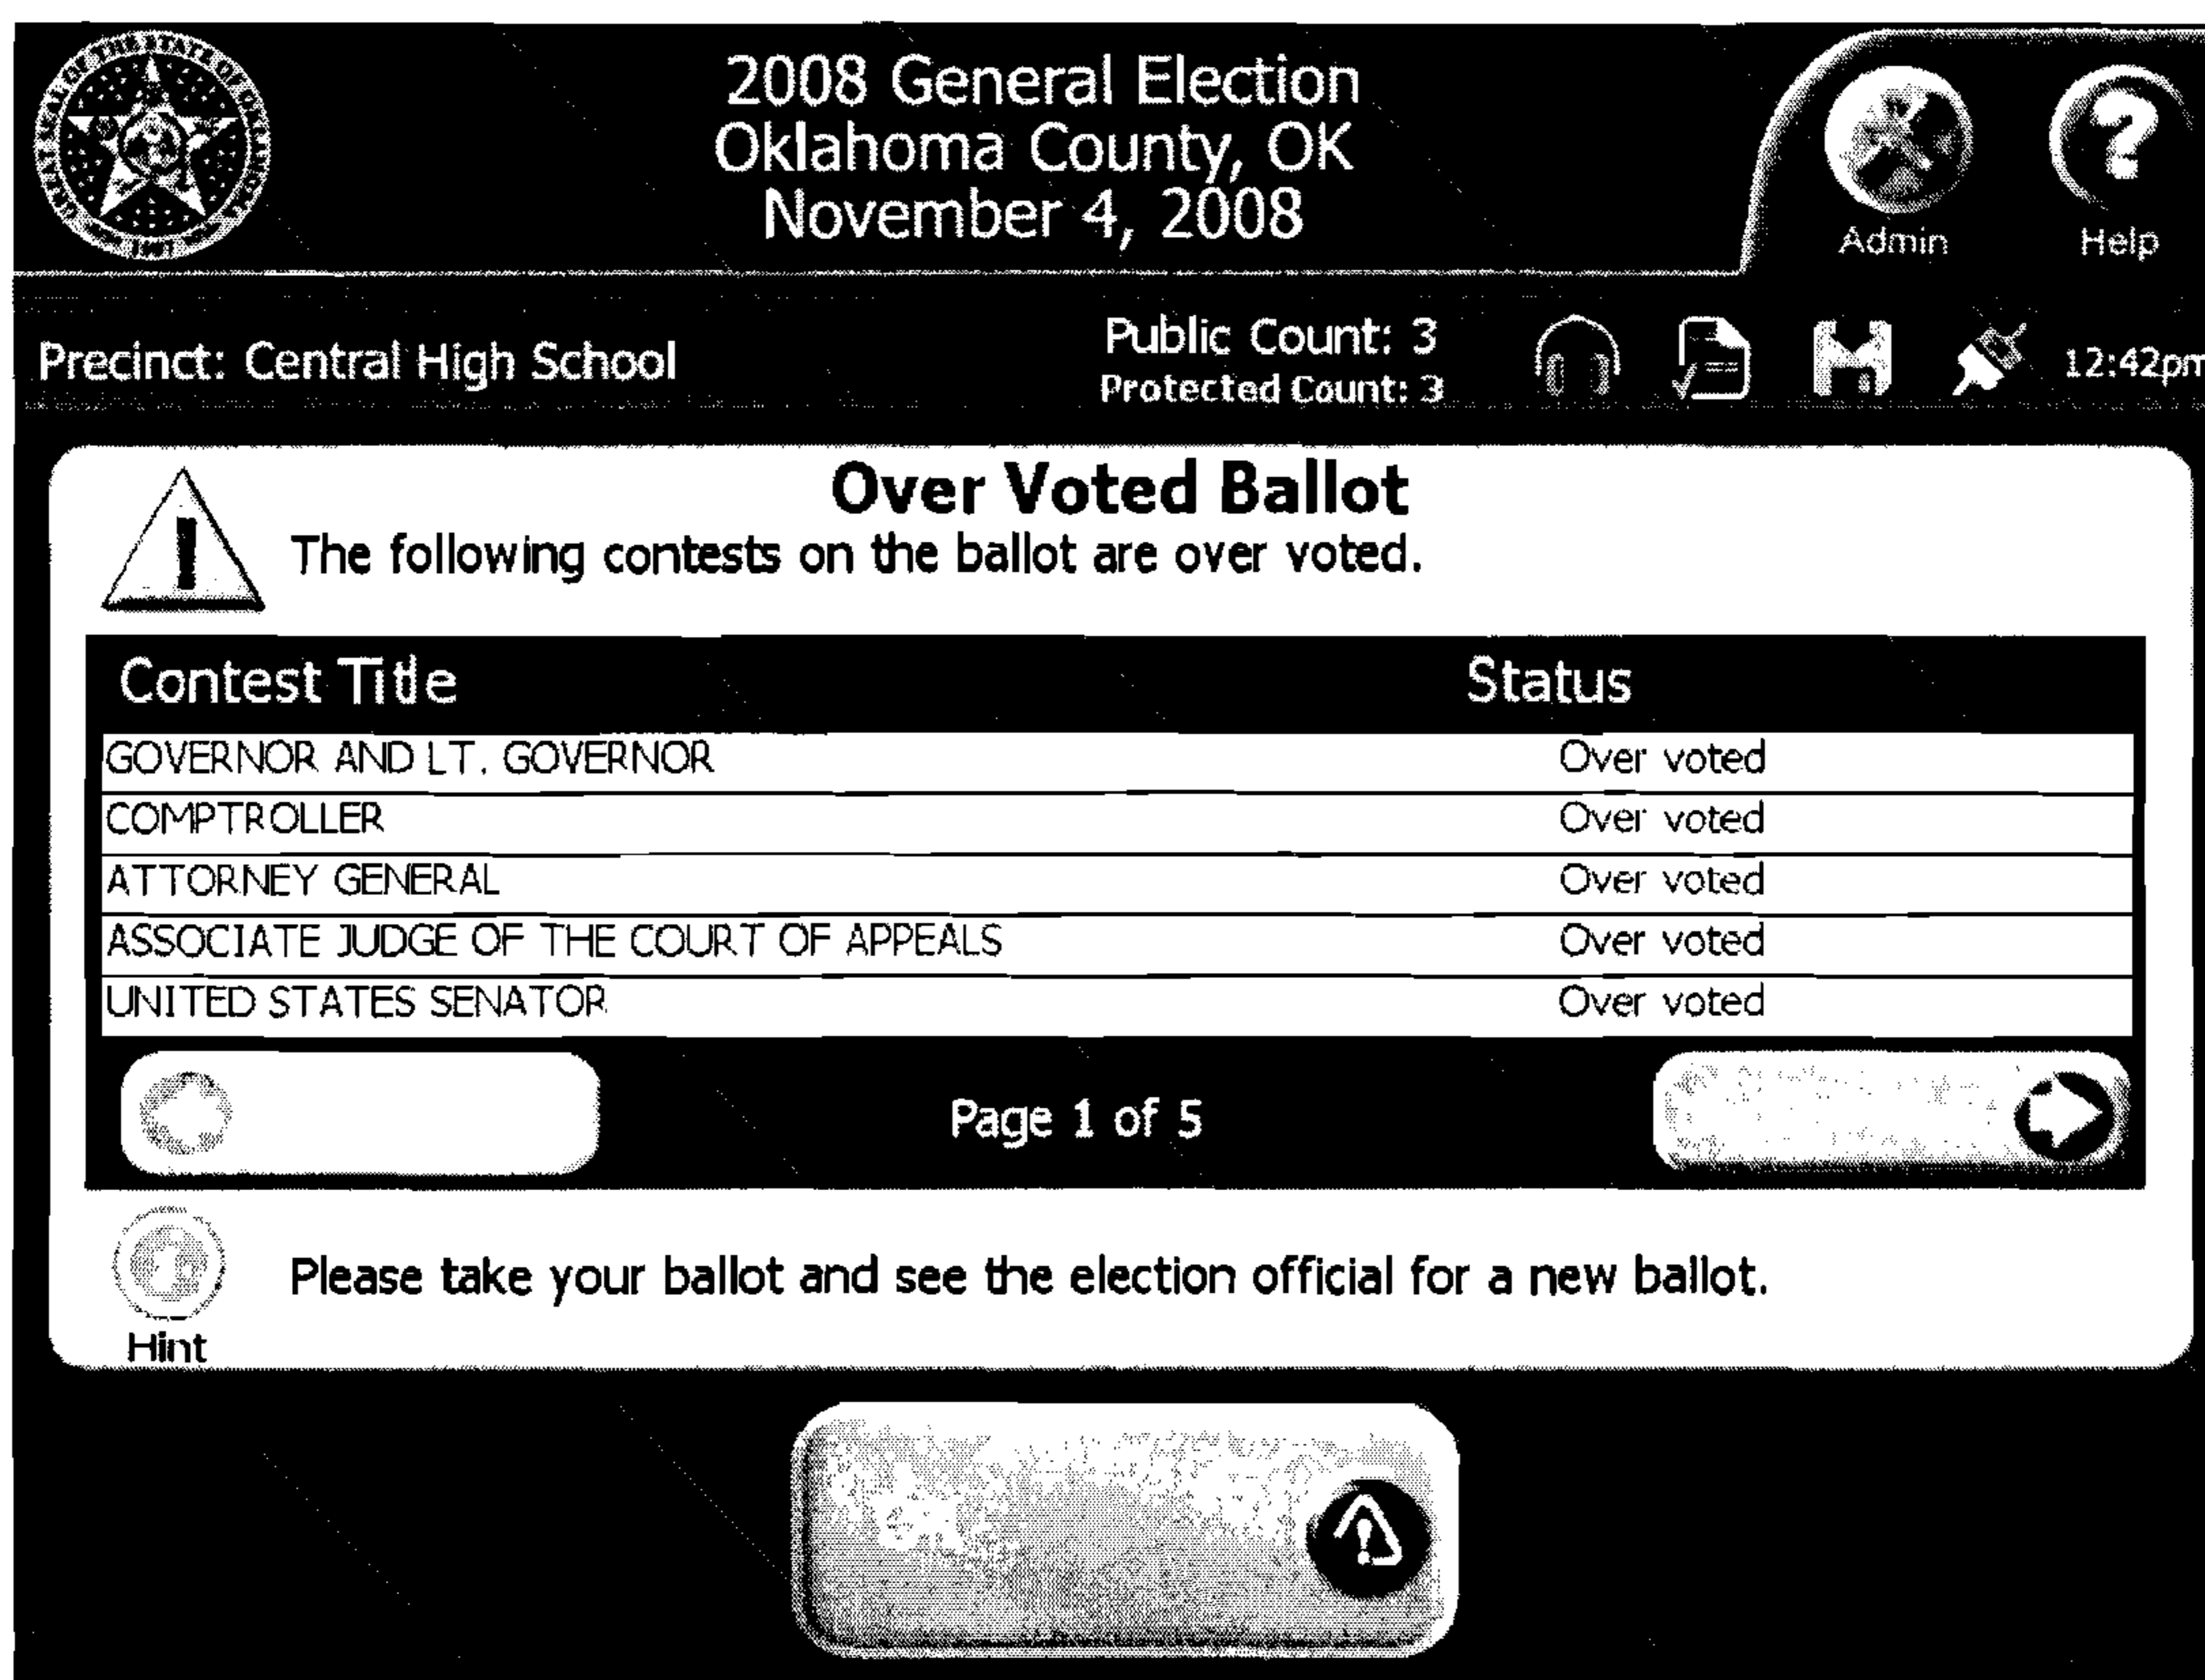 2008 General Election
Oklahoma County, OK
November 4, 2008
Admin
Help
Precinct: Central High School
Public Count: 3
Protected Count: 3
12:42pm
Over Voted Ballot
The following contests on the ballot are over voted.
Contest Title Status
GOVERNOR AND LT. GOVERNOR Over voted
COMPTROLLER Over voted
ATTORNEY GENERAL Over voted
ASSOCIATE JUDGE OF THE COURT OF APPEALS Over voted
UNITED STATES SENATOR Over voted
Page 1 of 5
Please take your ballot and see the election official for a new ballot.
Hint